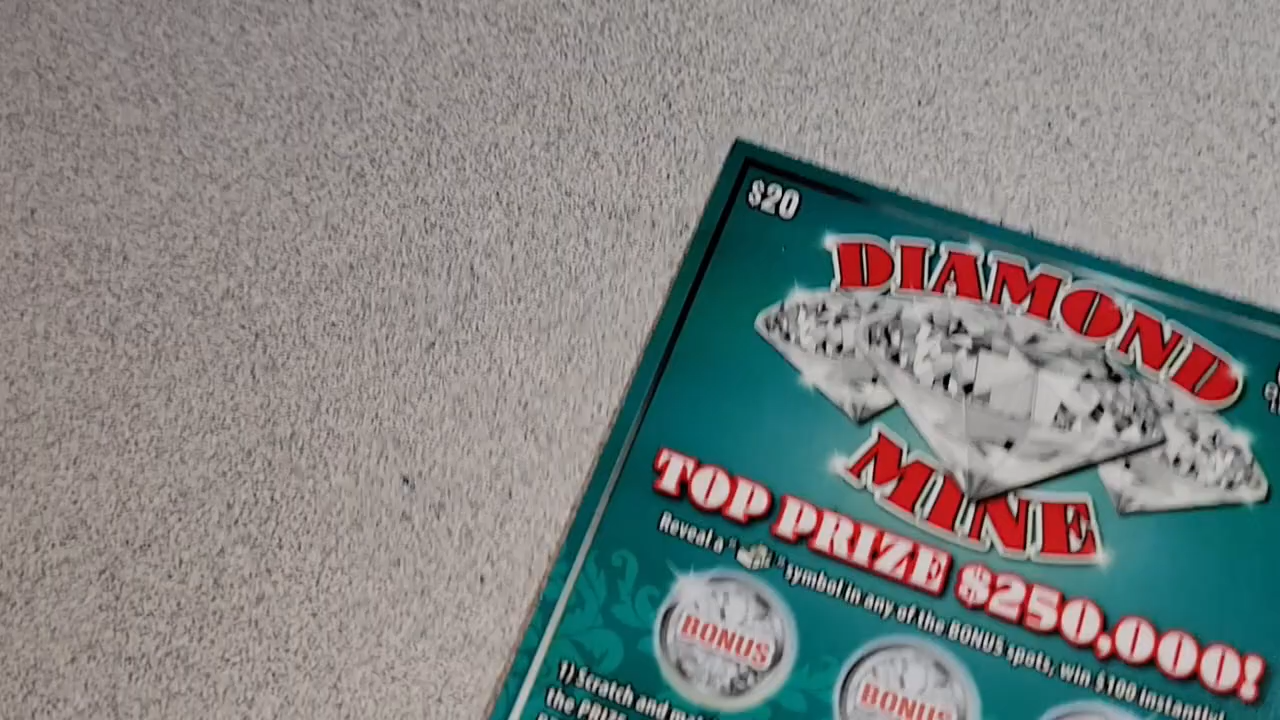 $20
DIAMOND
MINE
TOP PRIZE $250,000!
Reveal a " " symbol in any of the BONUS spots, win $100 instantly
BONUS
BONUS
1) Scratch and
the PRIZE